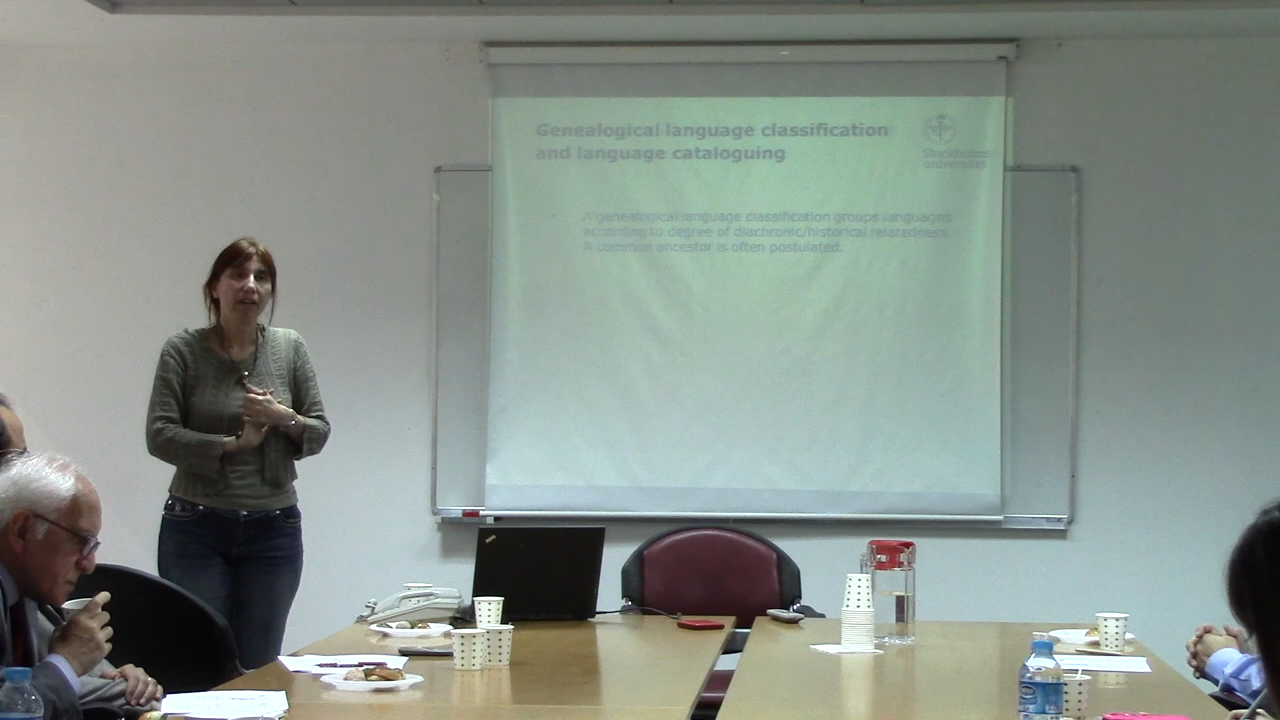 Genealogical language classification
and language cataloguing
Stockholms
universitet
A genealogical language classification groups languages
according to degree of diachronic/historical relatedness.
A common ancestor is often postulated.